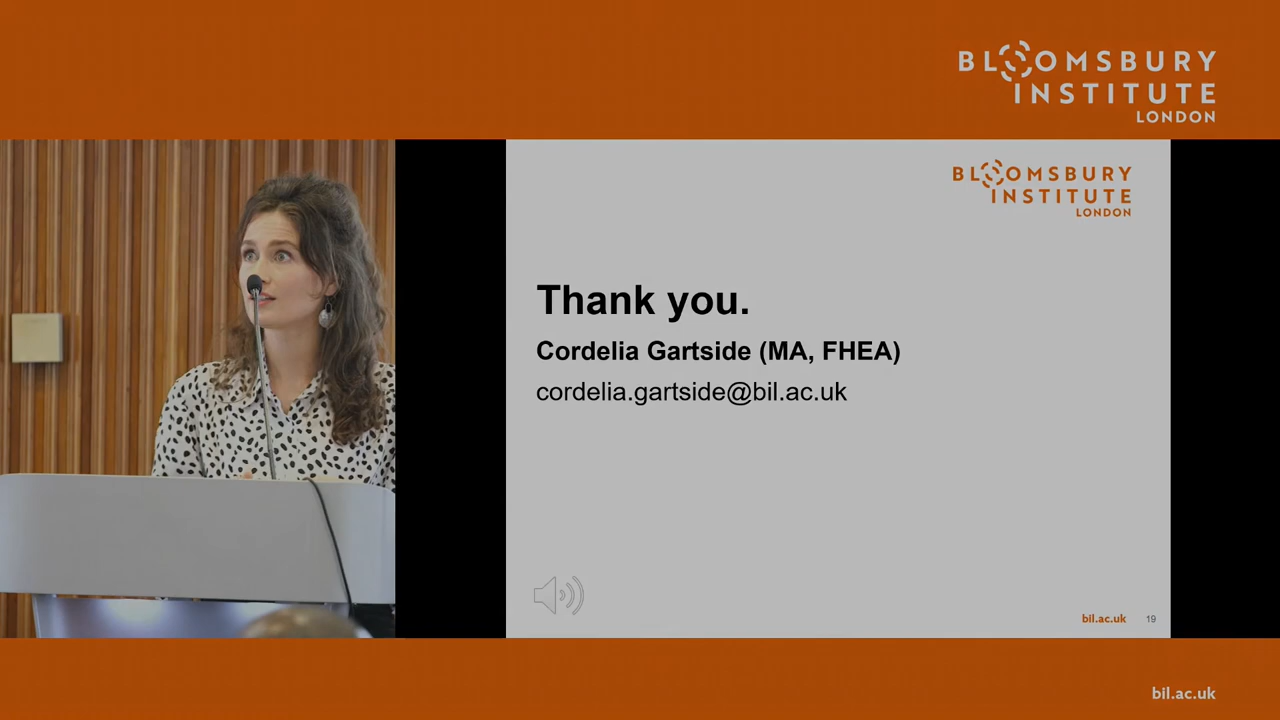 BLOOMSBURY
INSTITUTE
LONDON
BLOOMSBURY
INSTITUTE
LONDON
Thank you.
Cordelia Gartside (MA, FHEA)
cordelia.gartside@bil.ac.uk
bil.ac.uk 19
bil.ac.uk